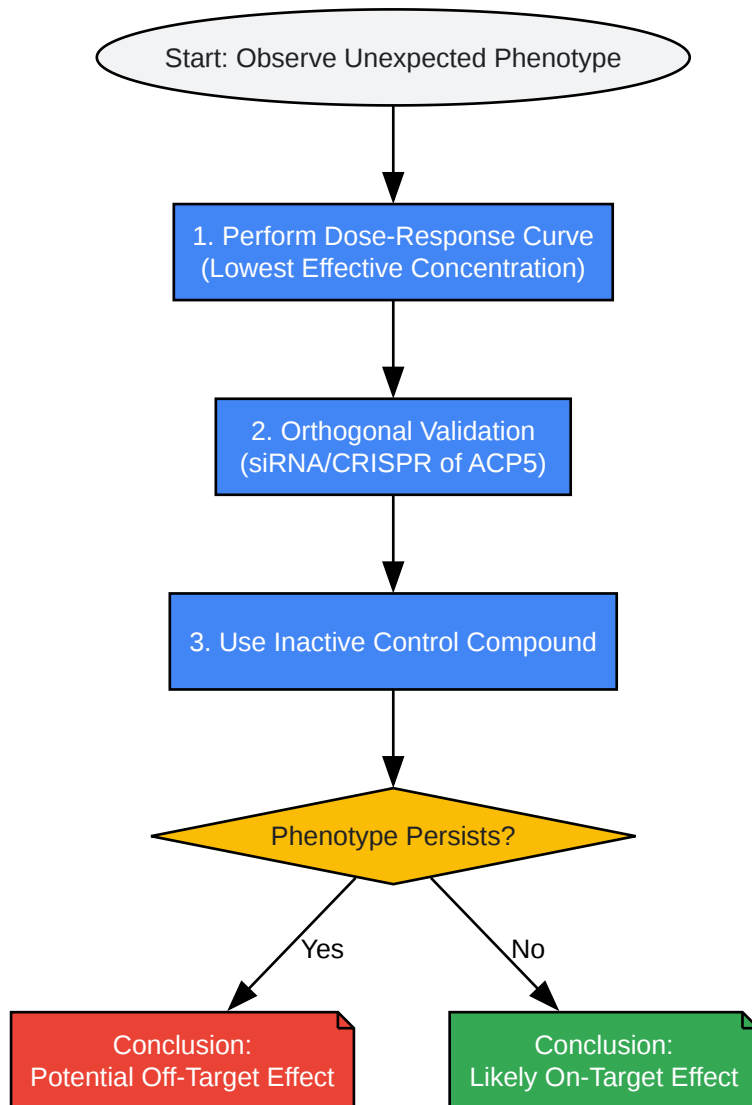 Start: Observe Unexpected Phenotype
1. Perform Dose-Response Curve
(Lowest Effective Concentration)
2. Orthogonal Validation
(siRNA/CRISPR of ACP5)
3. Use Inactive Control Compound
Phenotype Persists?
Yes
No
Conclusion:
Potential Off-Target Effect
Conclusion:
Likely On-Target Effect